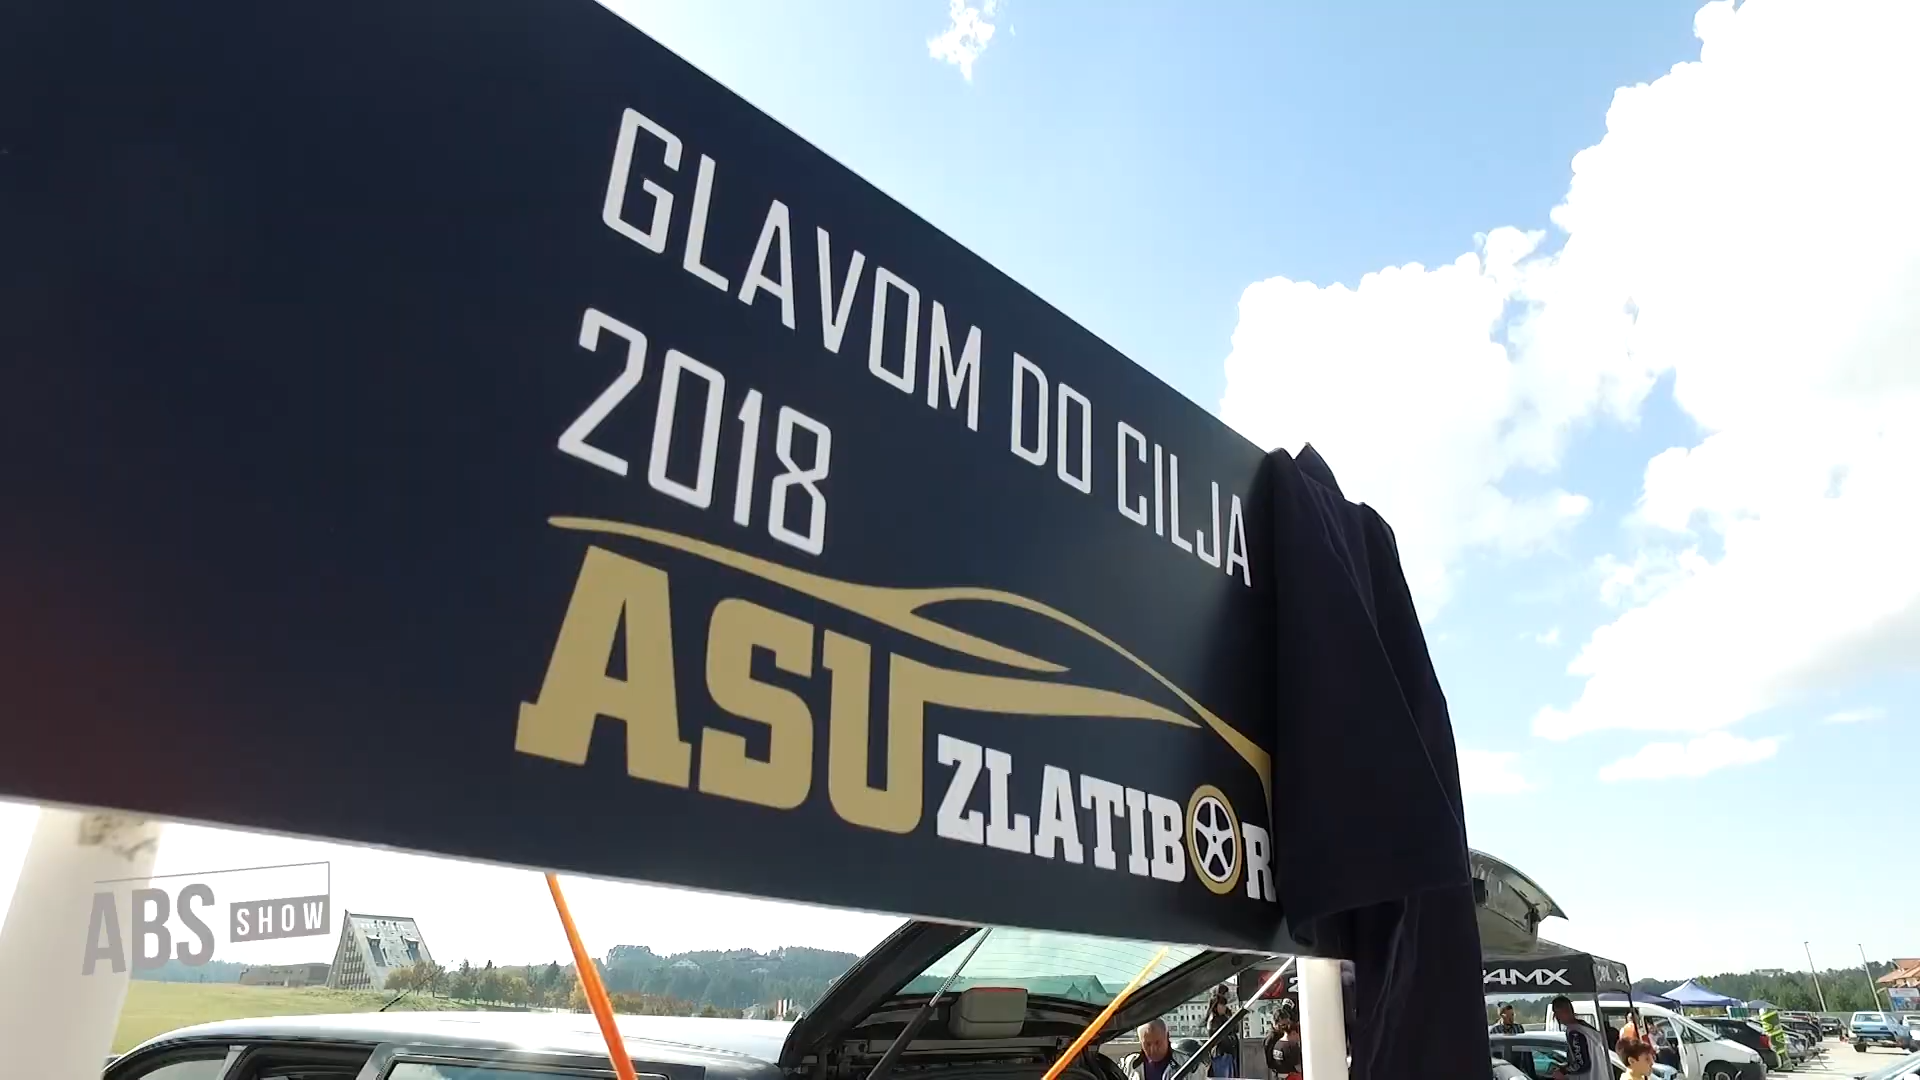 GLAVOM DO CILJA
2018
ASU ZLATIBOR
ABS SHOW
4MX